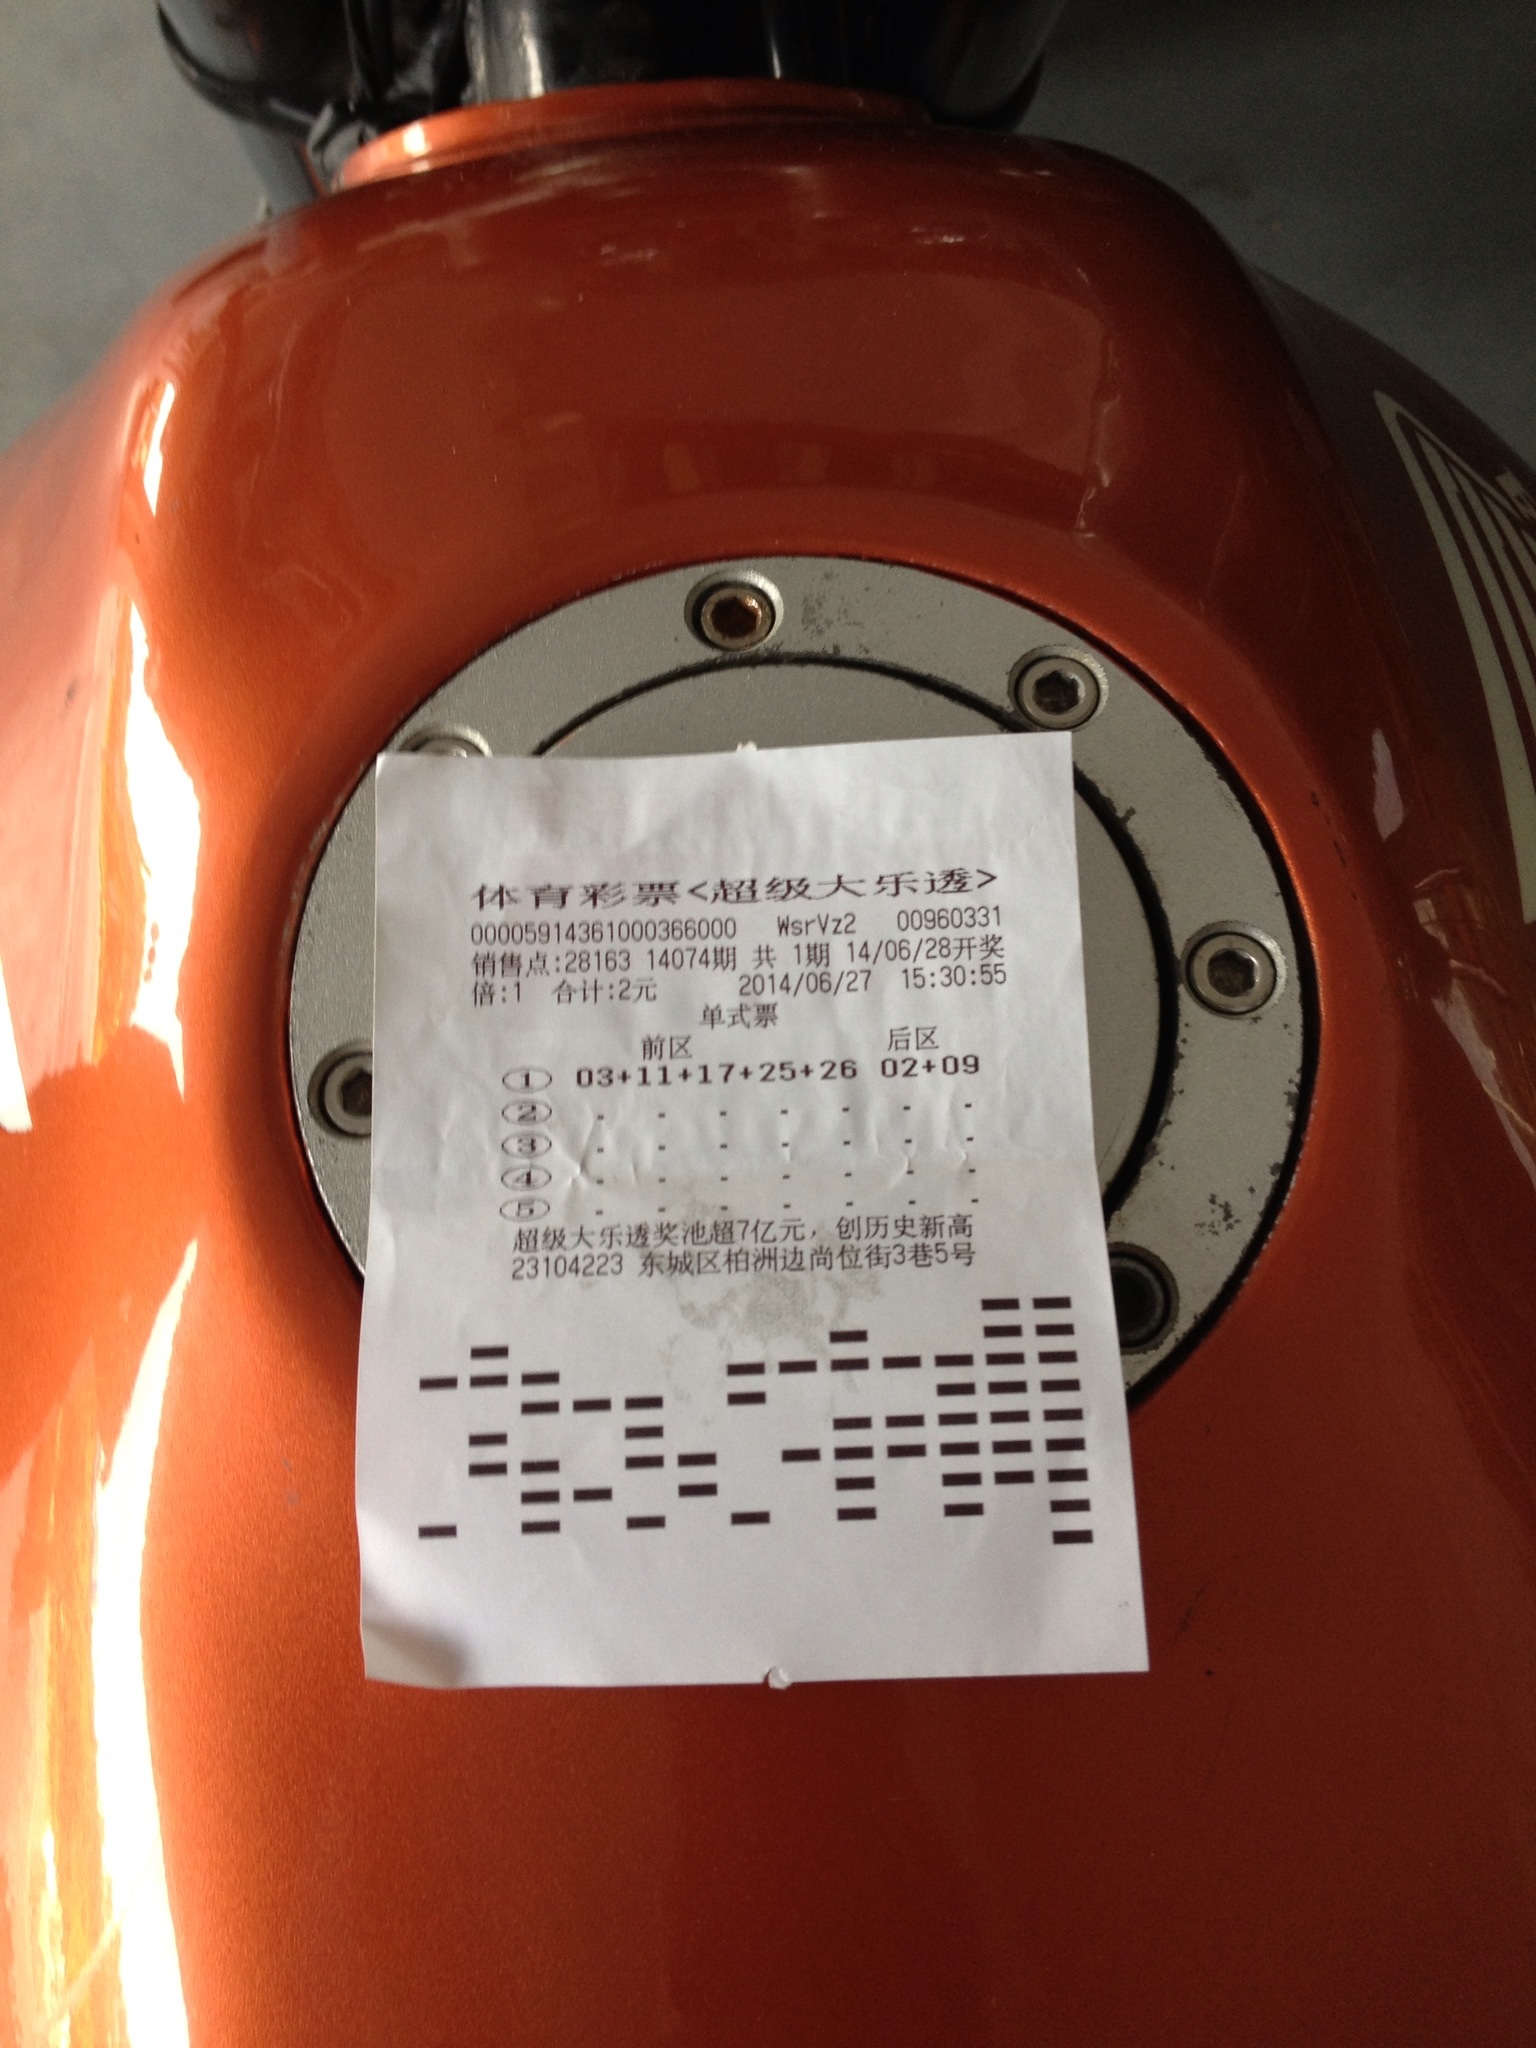 体育彩票<超级大乐透>
00005914361000366000 WsrVz2 00960331
销售点:28163 14074期 共 1期 14/06/28开奖
倍:1 合计:2元 2014/06/27 15:30:55
单式票
前区 后区
① 03+11+17+25+26 02+09
② - - - - - - -
③ - - - - - - -
④ - - - - - - -
⑤ - - - - - - -
超级大乐透奖池超7亿元，创历史新高
23104223 东城区柏洲边尚位街3巷5号